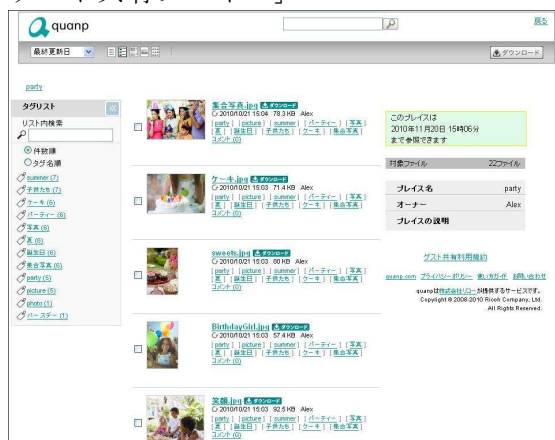 quanp
戻る
最終更新日
ダウンロード
party
タグリスト
リスト内検索
件数順
タグ名順
summer (7)
子供たち (7)
ケーキ (6)
パーティー (6)
写真 (6)
夏 (6)
誕生日 (6)
集合写真 (6)
party (5)
picture (5)
photo (1)
バースデー (1)
集合写真.jpg ダウンロード
2010/10/21 15:04 78.3 KB Alex
[party] [picture] [summer] [パーティー] [写真]
[夏] [誕生日] [子供たち] [ケーキ] [集合写真]
コメント (0)
ケーキ.jpg ダウンロード
2010/10/21 15:03 71.4 KB Alex
[party] [picture] [summer] [パーティー] [写真]
[夏] [誕生日] [子供たち] [ケーキ] [集合写真]
コメント (0)
sweets.jpg ダウンロード
2010/10/21 15:03 80 KB Alex
[party] [picture] [summer] [パーティー] [写真]
[夏] [誕生日] [子供たち] [ケーキ] [集合写真]
コメント (0)
BirthdayGirl.jpg ダウンロード
2010/10/21 15:03 57.4 KB Alex
[party] [picture] [summer] [パーティー] [写真]
[夏] [誕生日] [子供たち] [ケーキ] [集合写真]
コメント (0)
笑顔.jpg ダウンロード
2010/10/21 15:03 92.5 KB Alex
[party] [picture] [summer] [パーティー] [写真]
[夏] [誕生日] [子供たち] [ケーキ] [集合写真]
コメント (0)
このプレイスは
2010年11月20日 15時06分
まで参照できます
対象ファイル 22ファイル
プレイス名 party
オーナー Alex
プレイスの説明
ゲスト共有利用規約
quanp.com プライバシーポリシー 使い方ガイド お問い合わせ
quanpは株式会社リコーが提供するサービスです。
Copyright © 2008-2010 Ricoh Company, Ltd.
All Rights Reserved.